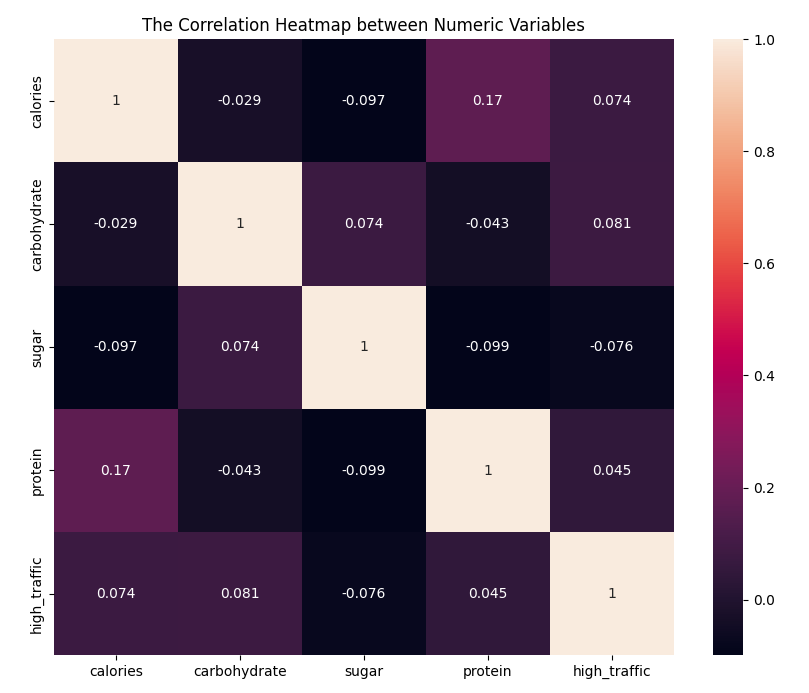 The Correlation Heatmap between Numeric Variables
calories 1 -0.029 -0.097 0.17 0.074
carbohydrate -0.029 1 0.074 -0.043 0.081
sugar -0.097 0.074 1 -0.099 -0.076
protein 0.17 -0.043 -0.099 1 0.045
high_traffic 0.074 0.081 -0.076 0.045 1
calories carbohydrate sugar protein high_traffic
1.0
0.8
0.6
0.4
0.2
0.0